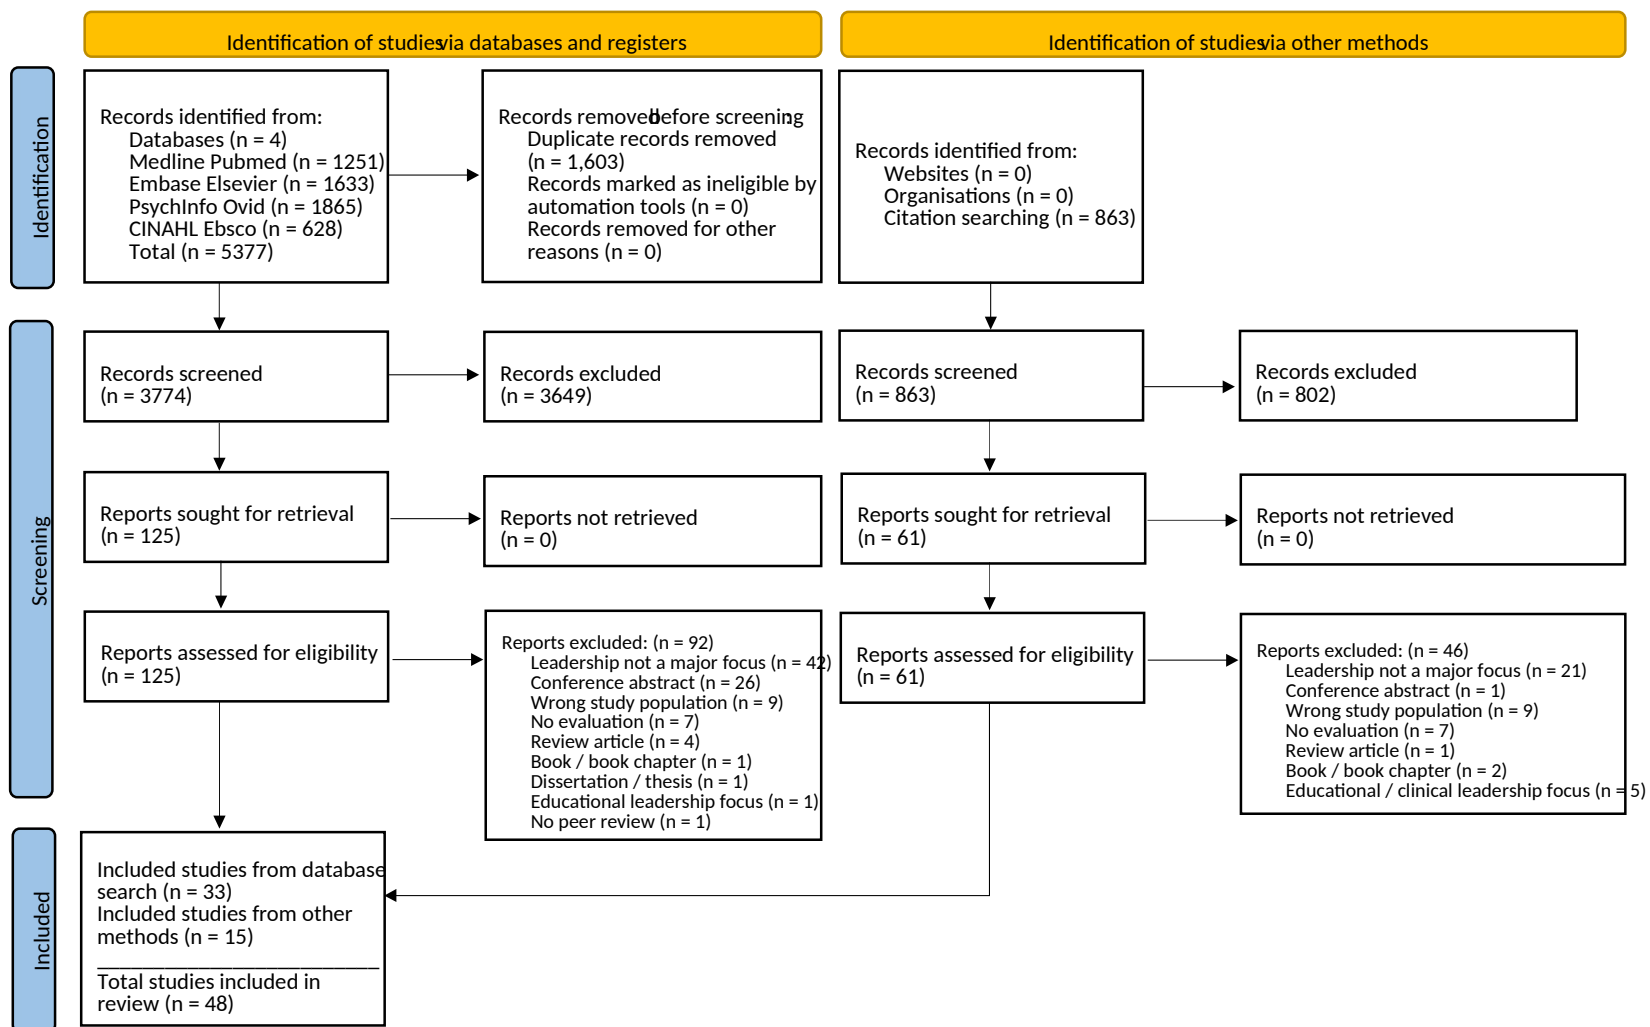 Identification of studies via databases and registers
Identification of studies via other methods
Identification
Records identified from:
Databases (n = 4)
Medline Pubmed (n = 1251)
Embase Elsevier (n = 1633)
PsychInfo Ovid (n = 1865)
CINAHL Ebsco (n = 628)
Total (n = 5377)
Records removed before screening:
Duplicate records removed
(n = 1,603)
Records marked as ineligible by
automation tools (n = 0)
Records removed for other
reasons (n = 0)
Records identified from:
Websites (n = 0)
Organisations (n = 0)
Citation searching (n = 863)
Screening
Records screened
(n = 3774)
Records excluded
(n = 3649)
Records screened
(n = 863)
Records excluded
(n = 802)
Reports sought for retrieval
(n = 125)
Reports not retrieved
(n = 0)
Reports sought for retrieval
(n = 61)
Reports not retrieved
(n = 0)
Reports assessed for eligibility
(n = 125)
Reports excluded: (n = 92)
Leadership not a major focus (n = 42)
Conference abstract (n = 26)
Wrong study population (n = 9)
No evaluation (n = 7)
Review article (n = 4)
Book / book chapter (n = 1)
Dissertation / thesis (n = 1)
Educational leadership focus (n = 1)
No peer review (n = 1)
Reports assessed for eligibility
(n = 61)
Reports excluded: (n = 46)
Leadership not a major focus (n = 21)
Conference abstract (n = 1)
Wrong study population (n = 9)
No evaluation (n = 7)
Review article (n = 1)
Book / book chapter (n = 2)
Educational / clinical leadership focus (n = 5)
Included
Included studies from database
search (n = 33)
Included studies from other
methods (n = 15)
Total studies included in
review (n = 48)